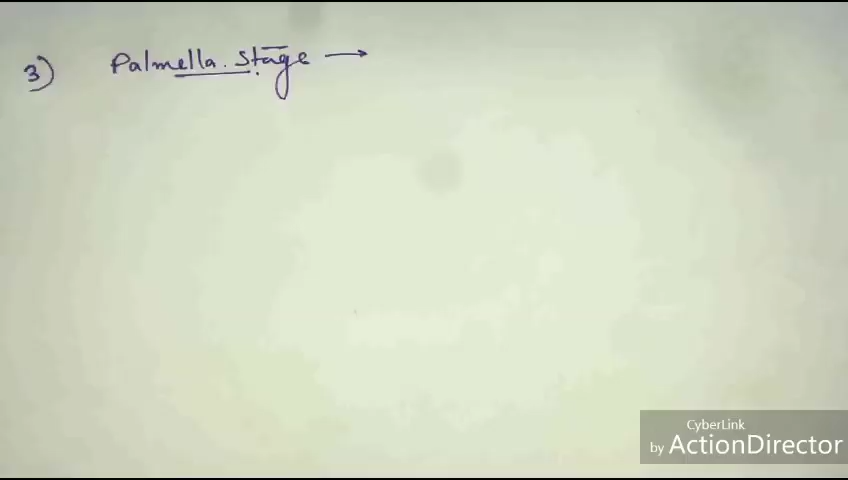 3) Palmella. Stage →
CyberLink
by ActionDirector